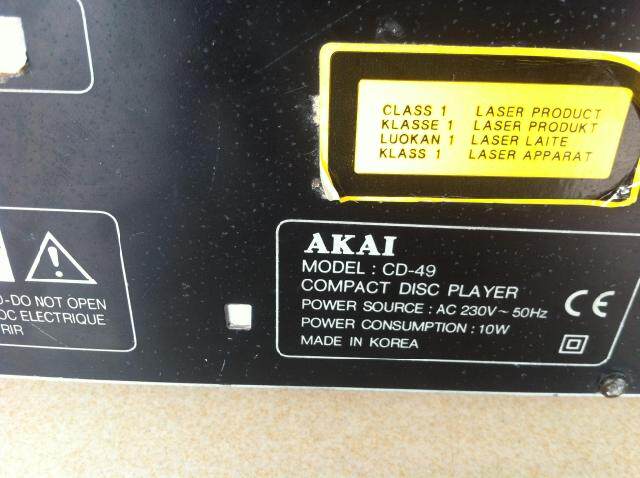 CLASS 1 LASER PRODUCT
KLASSE 1 LASER PRODUKT
LUOKAN 1 LASER LAITE
KLASS 1 LASER APPARAT
AKAI
MODEL : CD-49
COMPACT DISC PLAYER
POWER SOURCE : AC 230V ~ 50Hz
POWER CONSUMPTION : 10W
MADE IN KOREA
CE
-DO NOT OPEN
OC ELECTRIQUE
RIR